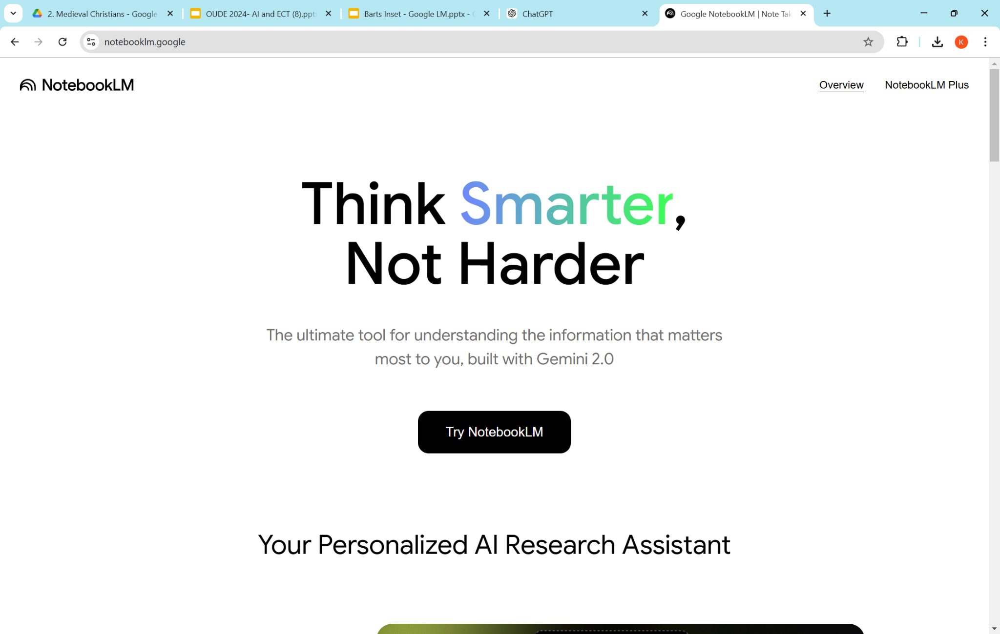 2. Medieval Christians - Google
OUDE 2024- AI and ECT (8).ppt
Barts Inset - Google LM.pptx -
ChatGPT
Google NotebookLM | Note Tak
notebooklm.google
K
NotebookLM
Overview
NotebookLM Plus
Think Smarter,
Not Harder
The ultimate tool for understanding the information that matters
most to you, built with Gemini 2.0
Try NotebookLM
Your Personalized AI Research Assistant